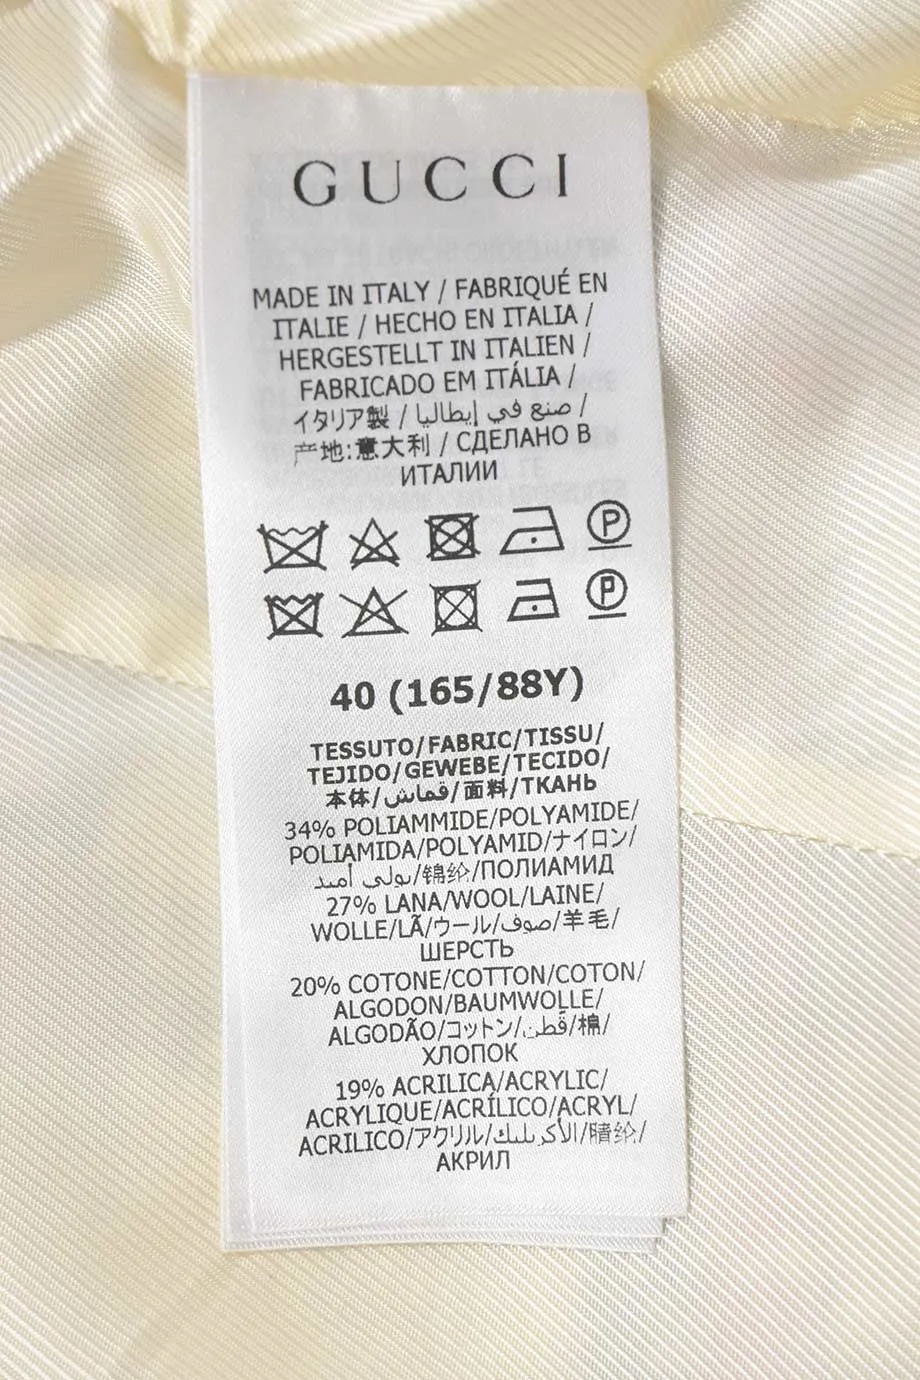 GUCCI
MADE IN ITALY / FABRIQUÉ EN
ITALIE / HECHO EN ITALIA /
HERGESTELLT IN ITALIEN /
FABRICADO EM ITÁLIA /
イタリア製 / صنع في إيطاليا /
产地:意大利 / СДЕЛАНО В
ИТАЛИИ
P
P
40 (165/88Y)
TESSUTO/FABRIC/TISSU/
TEJIDO/GEWEBE/TECIDO/
本体/قماش/面料/ТКАНЬ
34% POLIAMMIDE/POLYAMIDE/
POLIAMIDA/POLYAMID/ナイロン/
بولي أميد/锦纶/ПОЛИАМИД
27% LANA/WOOL/LAINE/
WOLLE/LÃ/ウール/صوف/羊毛/
ШЕРСТЬ
20% COTONE/COTTON/COTON/
ALGODON/BAUMWOLLE/
ALGODÃO/コットン/قطن/棉/
ХЛОПОК
19% ACRILICA/ACRYLIC/
ACRYLIQUE/ACRÍLICO/ACRYL/
ACRILICO/アクリル/الأكريليك/腈纶/
АКРИЛ